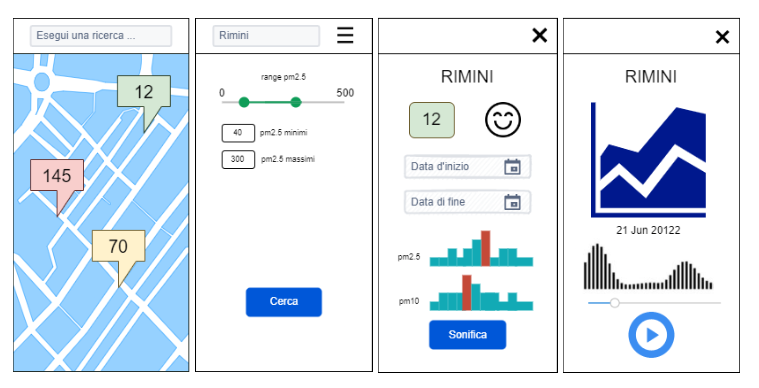 Esegui una ricerca ...
12
145
70
Rimini
range pm2.5
0
500
40 pm2.5 minimi
300 pm2.5 massimi
Cerca
RIMINI
12
Data d'inizio
Data di fine
pm2.5
pm10
Sonifica
RIMINI
21 Jun 20122